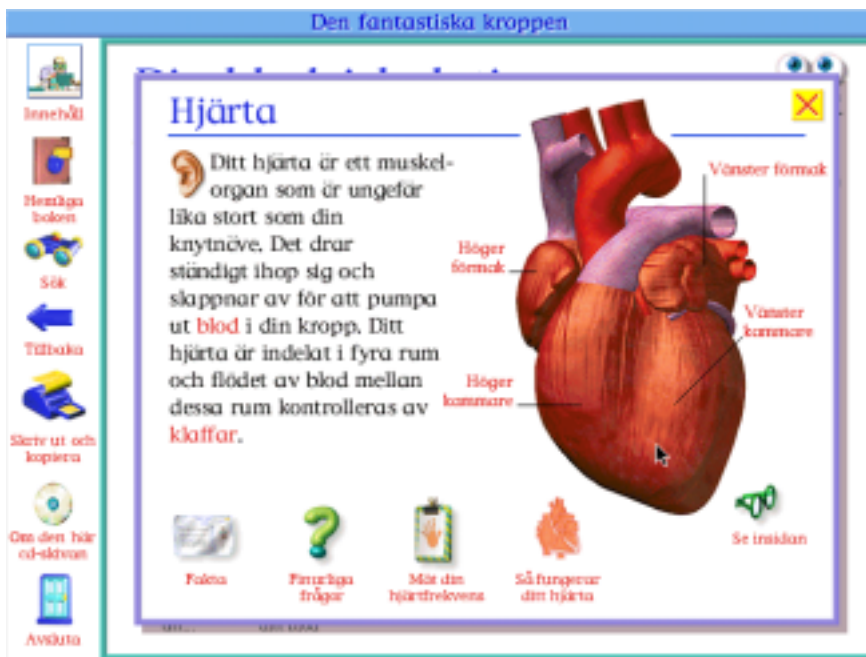 Den fantastiska kroppen
Innehåll
Hemliga
boken
Sök
Tillbaka
Skriv ut och
kopiera
Om den här
cd-skivan
Avsluta
Hjärta
Ditt hjärta är ett muskel-
organ som är ungefär
lika stort som din
knytnäve. Det drar
ständigt ihop sig och
slappnar av för att pumpa
ut blod i din kropp. Ditt
hjärta är indelat i fyra rum
och flödet av blod mellan
dessa rum kontrolleras av
klaffar.
Vänster förmak
Höger
förmak
Vänster
kammare
Höger
kammare
Se insidan
Fakta
Finurliga
frågor
Mät din
hjärtfrekvens
Så fungerar
ditt hjärta